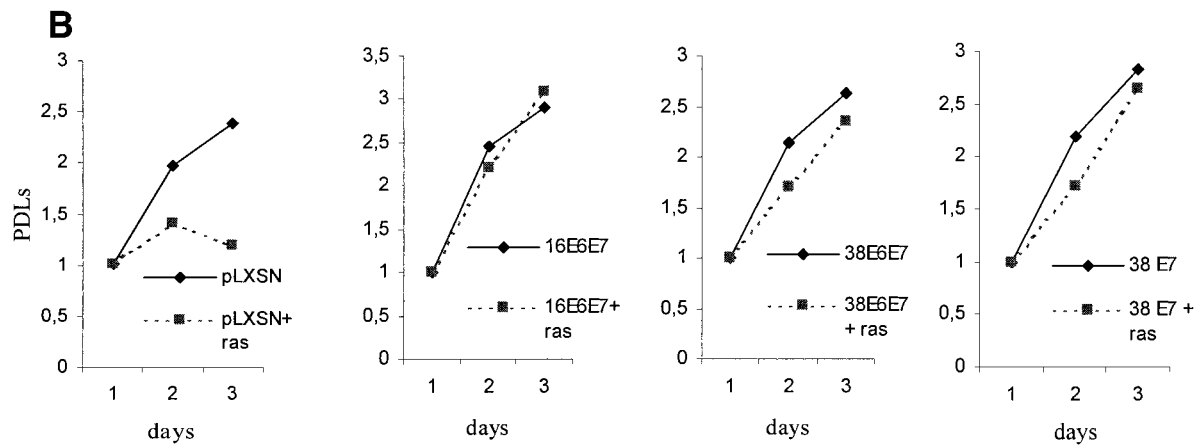 B
PDLs
3
2,5
2
1,5
1
0,5
0
pLXSN
pLXSN+
ras
1 2 3
days
3,5
3
2,5
2
1,5
1
0,5
0
16E6E7
16E6E7+
ras
1 2 3
days
3
2,5
2
1,5
1
0,5
0
38E6E7
38E6E7
+ ras
1 2 3
days
3
2,5
2
1,5
1
0,5
0
38 E7
38 E7 +
ras
1 2 3
days